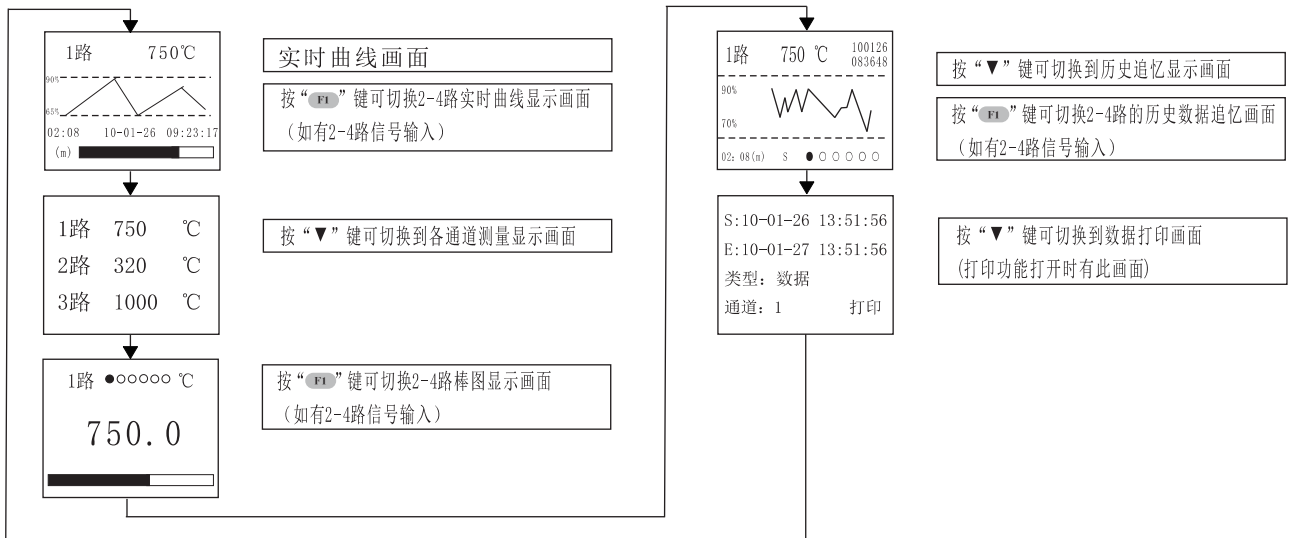 1路 750℃
90%
65%
02:08 10-01-26 09:23:17
(m)
实时曲线画面
按“F1”键可切换2-4路实时曲线显示画面
（如有2-4路信号输入）
1路 750 ℃
2路 320 ℃
3路 1000 ℃
按“▼”键可切换到各通道测量显示画面
1路 ●○○○○○ ℃
750.0
按“F1”键可切换2-4路棒图显示画面
（如有2-4路信号输入）
1路 750 ℃ 100126
083648
90%
70%
02: 08(m) S ●○○○○○
按“▼”键可切换到历史追忆显示画面
按“F1”键可切换2-4路的历史数据追忆画面
（如有2-4路信号输入）
S:10-01-26 13:51:56
E:10-01-27 13:51:56
类型: 数据
通道: 1 打印
按“▼”键可切换到数据打印画面
(打印功能打开时有此画面)